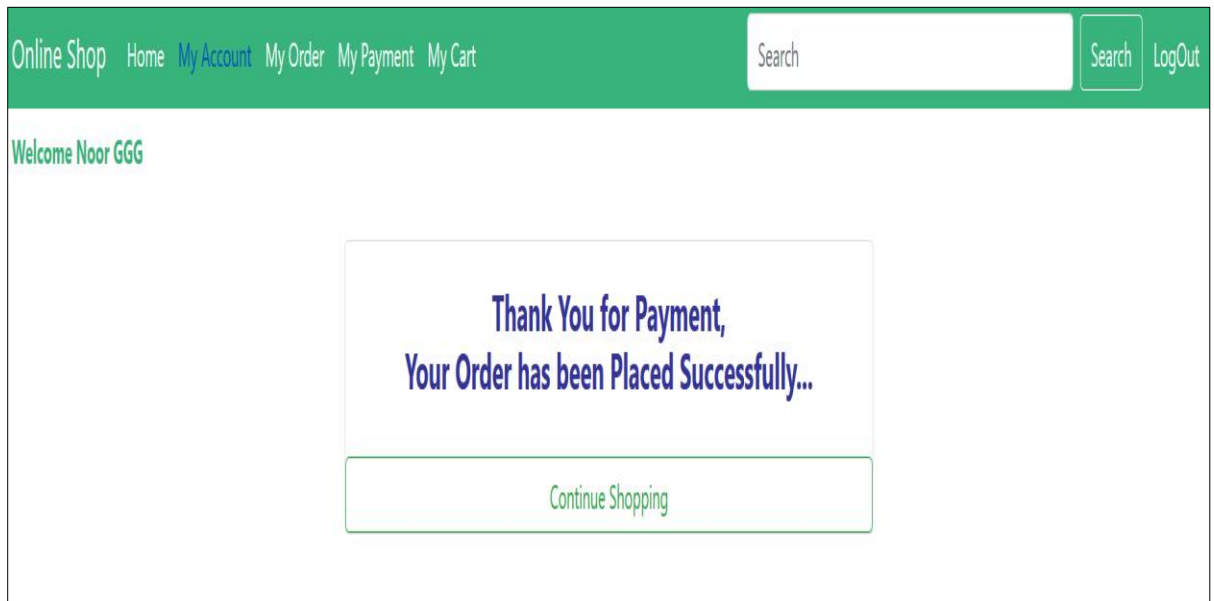 Online Shop Home My Account My Order My Payment My Cart Search Search LogOut
Welcome Noor GGG
Thank You for Payment,
Your Order has been Placed Successfully...
Continue Shopping